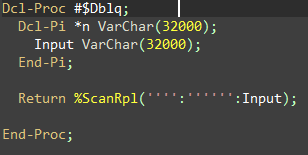 Dcl-Proc #$Dblq;
Dcl-Pi *n VarChar(32000);
Input VarChar(32000);
End-Pi;
Return %ScanRpl('''':'''''':Input);
End-Proc;